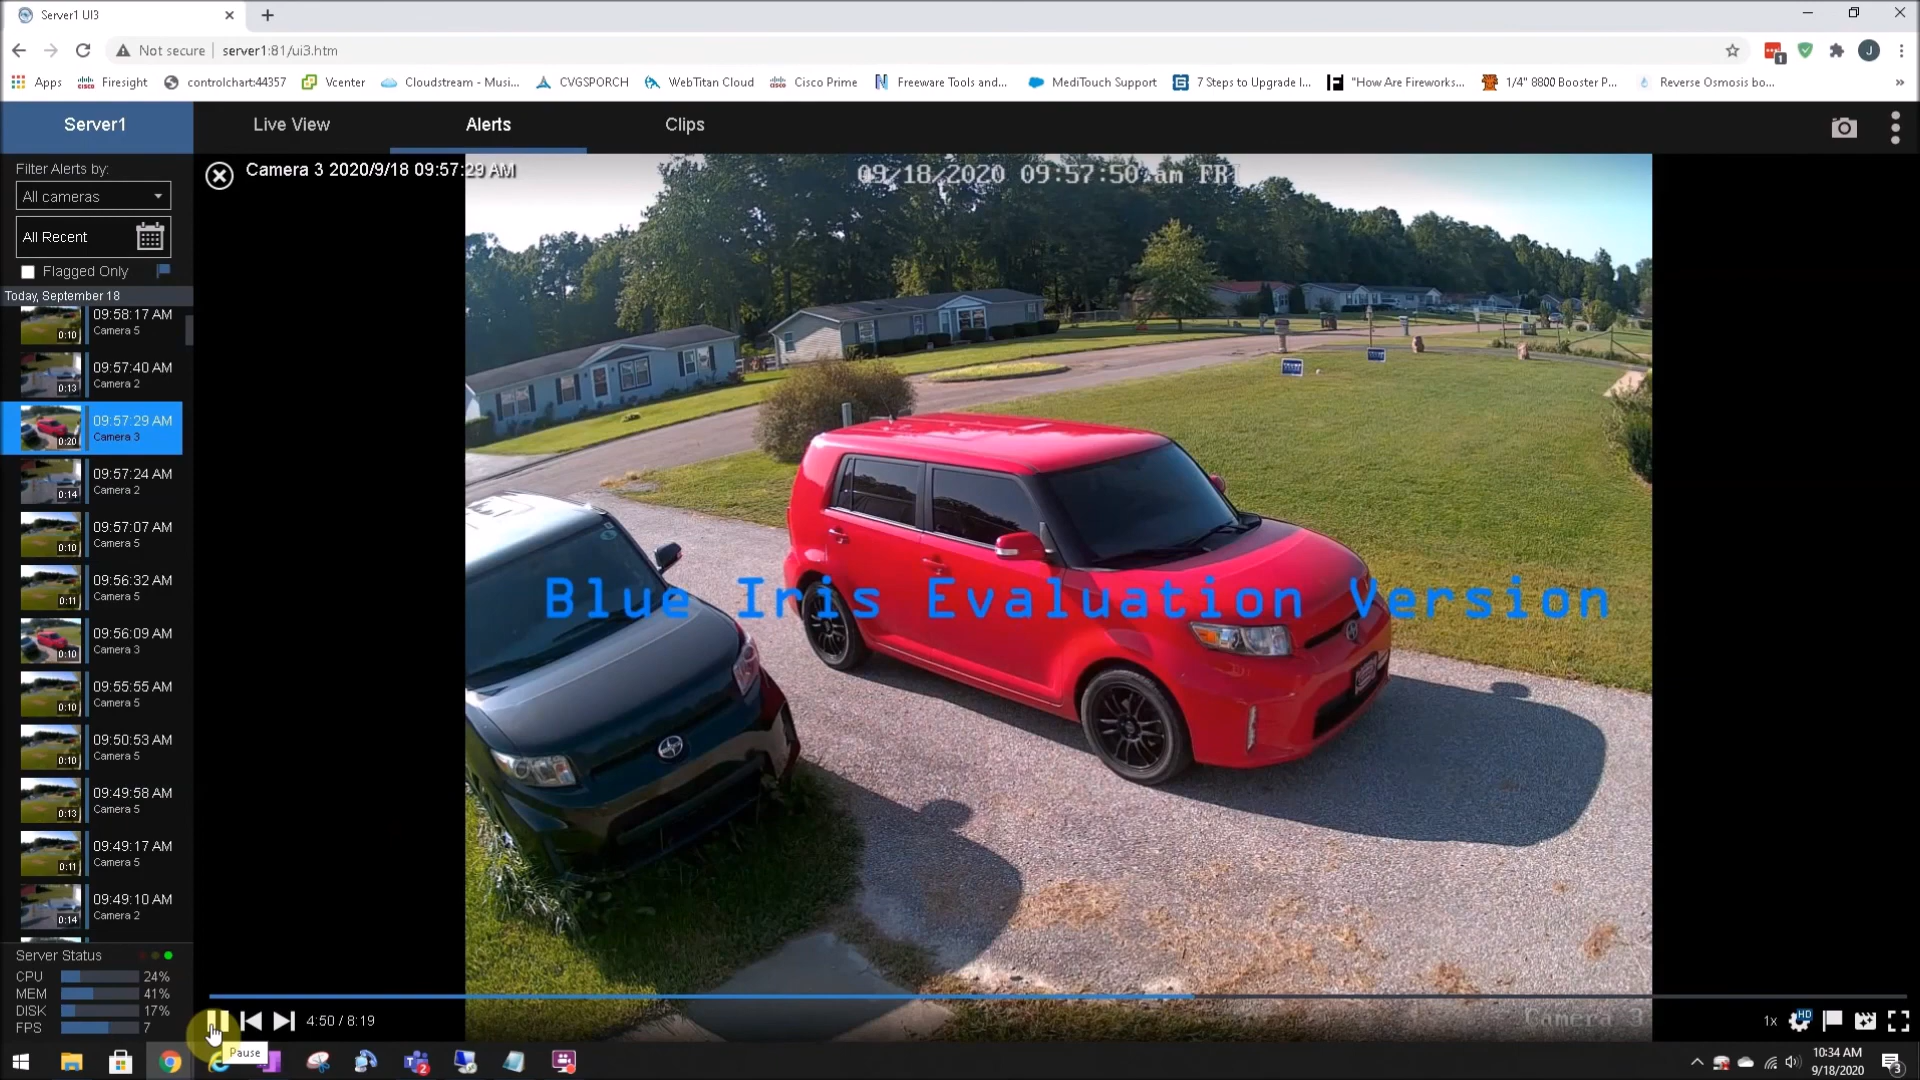 Server1 UI3
Not secure
server1:81/ui3.htm
Apps
Firesight
controlchart:44357
Vcenter
Cloudstream - Musi...
CVGSPORCH
WebTitan Cloud
Cisco Prime
Freeware Tools and...
MediTouch Support
7 Steps to Upgrade I...
"How Are Fireworks...
1/4" 8800 Booster P...
Reverse Osmosis bo...
Server1
Live View
Alerts
Clips
Filter Alerts by:
All cameras
All Recent
Flagged Only
Today, September 18
0:10 09:58:17 AM
Camera 5
0:13 09:57:40 AM
Camera 2
0:20 09:57:29 AM
Camera 3
0:14 09:57:24 AM
Camera 2
0:10 09:57:07 AM
Camera 5
0:11 09:56:32 AM
Camera 5
0:10 09:56:09 AM
Camera 3
0:10 09:55:55 AM
Camera 5
0:10 09:50:53 AM
Camera 5
0:13 09:49:58 AM
Camera 5
0:11 09:49:17 AM
Camera 5
0:14 09:49:10 AM
Camera 2
Server Status
CPU 24%
MEM 41%
DISK 17%
FPS 7
Camera 3 2020/9/18 09:57:29 AM
09/18/2020 09:57:50 am FRI
Blue Iris Evaluation Version
Camera 3
4:50 / 8:19
1x
HD
Pause
10:34 AM
9/18/2020